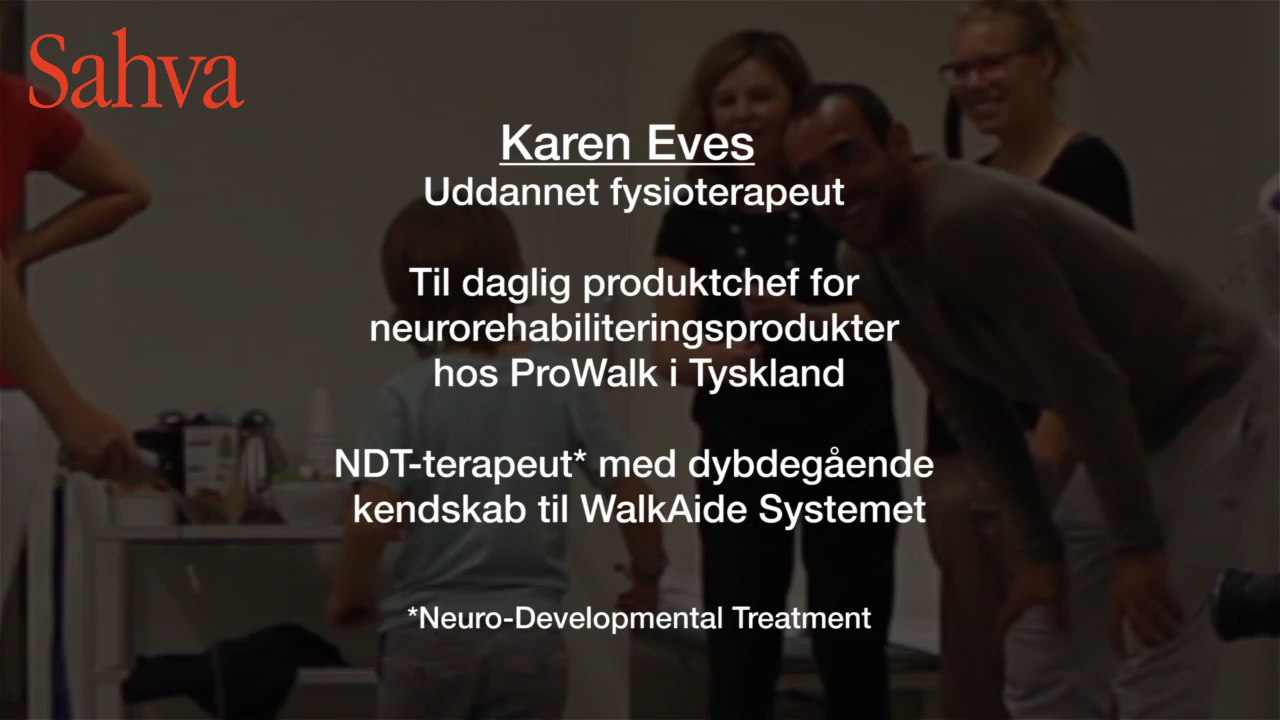 Sahva
Karen Eves
Uddannet fysioterapeut
Til daglig produktchef for
neurorehabiliteringsprodukter
hos ProWalk i Tyskland
NDT-terapeut* med dybdegående
kendskab til WalkAide Systemet
*Neuro-Developmental Treatment